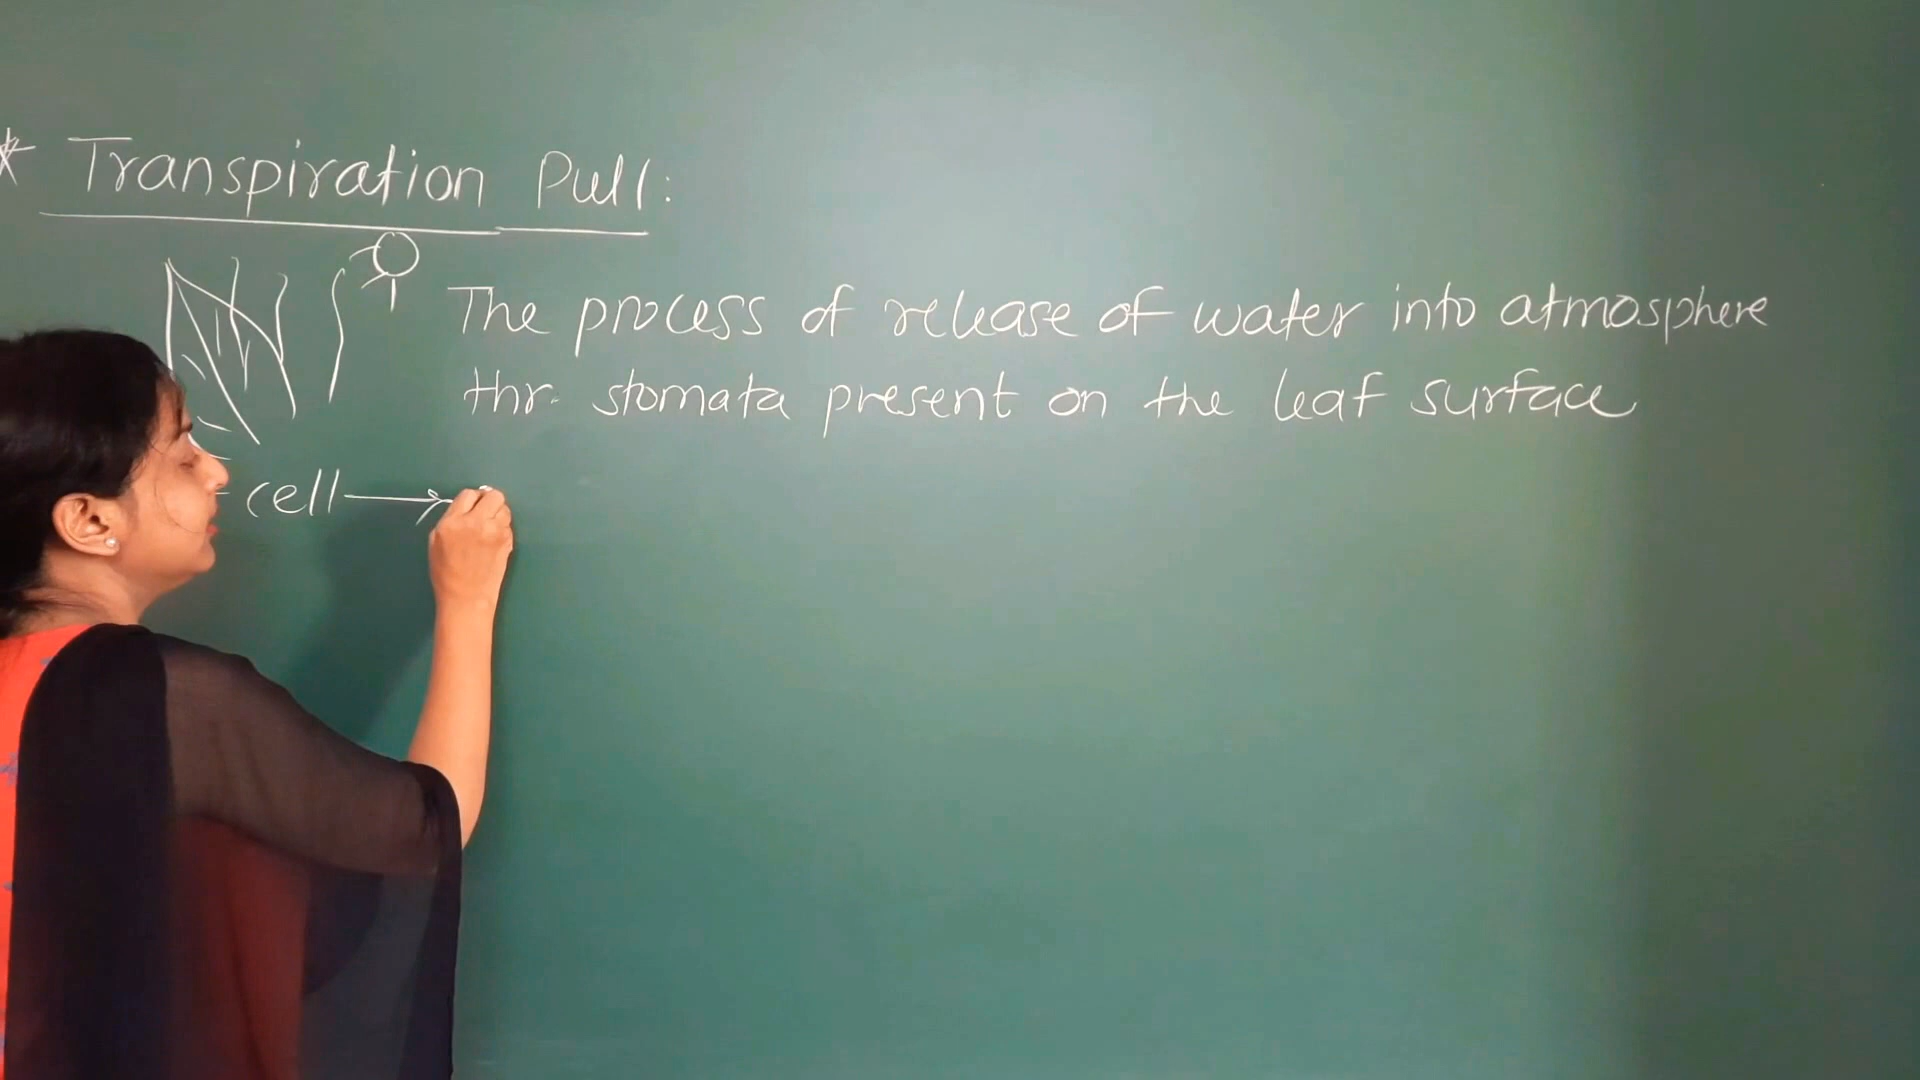 * Transpiration Pull:
The process of release of water into atmosphere
thr. stomata present on the leaf surface
cell →